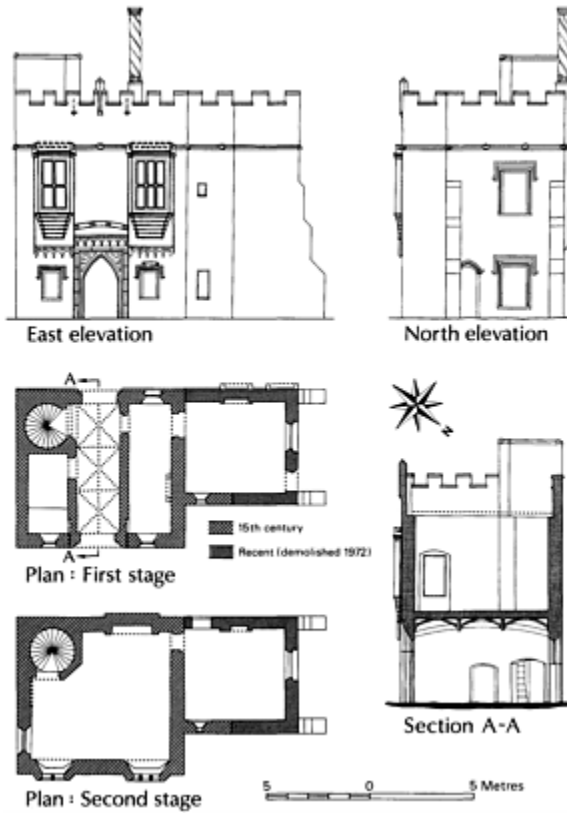 East elevation
North elevation
A
N
15th century
Recent (demolished 1972)
A
Plan : First stage
Section A-A
5 0 5 Metres
Plan : Second stage